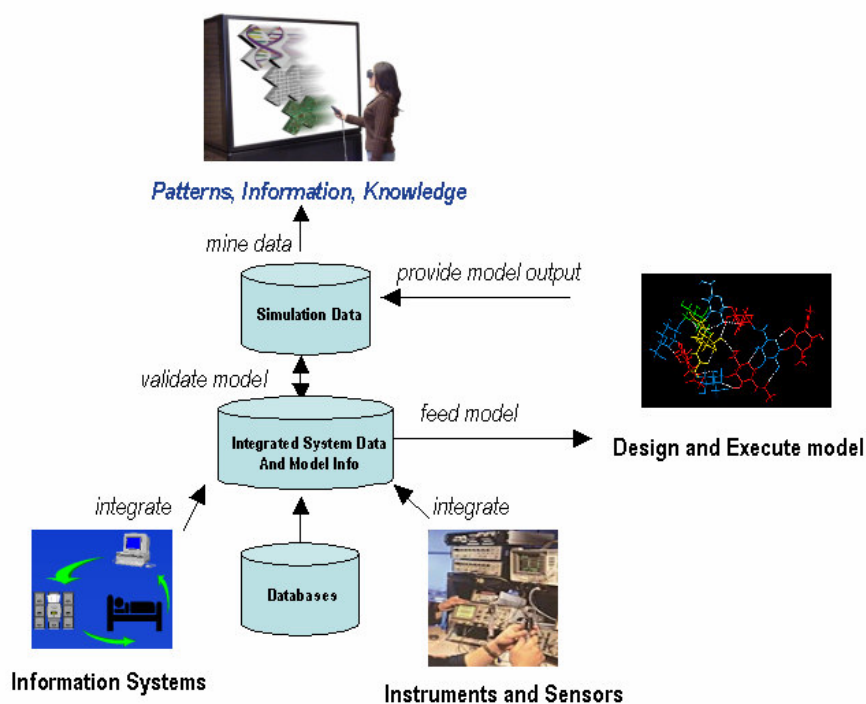 Patterns, Information, Knowledge
mine data
provide model output
Simulation Data
validate model
feed model
Integrated System Data
And Model Info
Design and Execute model
integrate
integrate
Databases
Information Systems
Instruments and Sensors